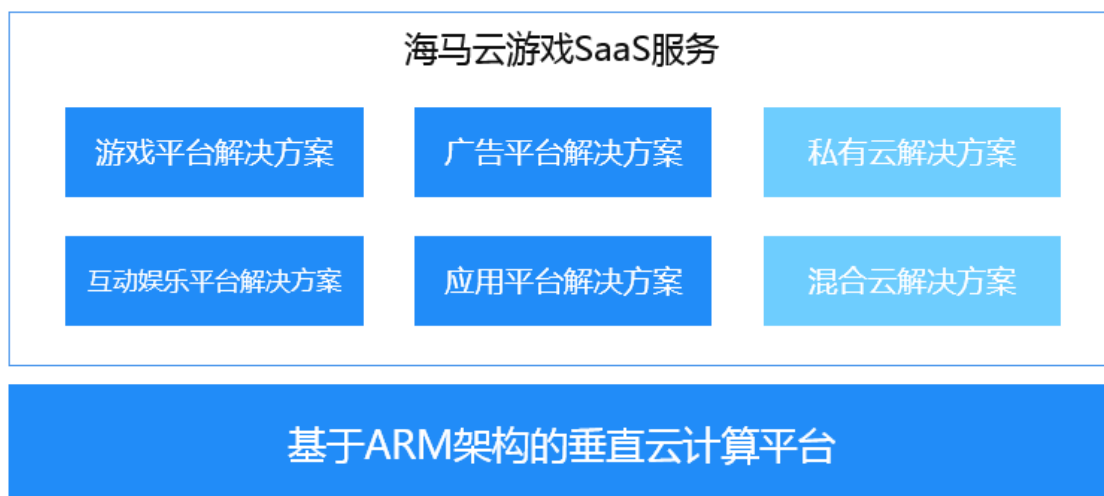 海马云游戏SaaS服务
游戏平台解决方案
广告平台解决方案
私有云解决方案
互动娱乐平台解决方案
应用平台解决方案
混合云解决方案
基于ARM架构的垂直云计算平台